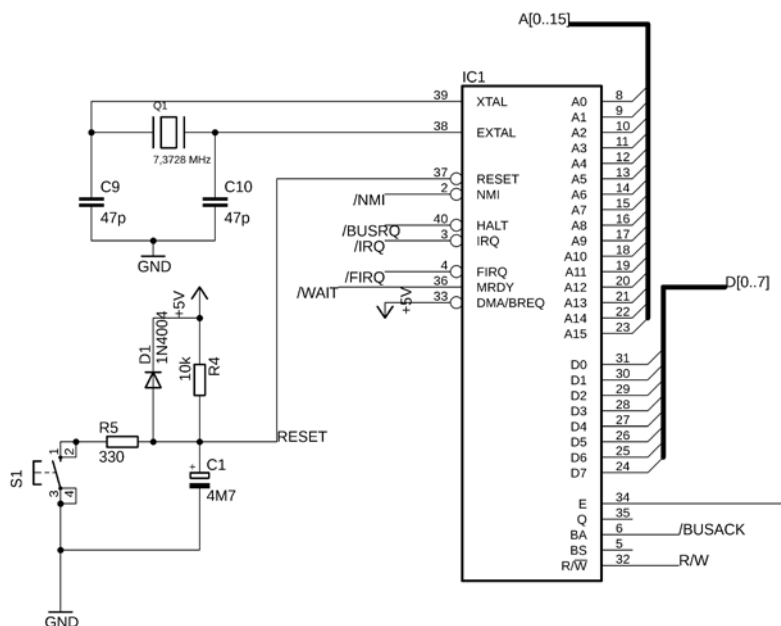 A[0..15]
IC1
39 XTAL A0 8
A1 9
Q1
38 EXTAL A2 10
7,3728 MHz
A3 11
A4 12
37 RESET A5 13
2 NMI A6 14
/NMI
A7 15
C9 C10
47p 47p
40 HALT A8 16
/BUSRQ
3 IRQ A9 17
/IRQ
A10 18
GND
4 FIRQ A11 19
/FIRQ
36 MRDY A12 20
/WAIT
33 DMA/BREQ A13 21
+5V
A14 22
A15 23
D[0..7]
+5V
D1
1N4004
10k
R4
D0 31
D1 30
D2 29
D3 28
D4 27
D5 26
D6 25
D7 24
R5
330
RESET
S1
1 2
3 4
C1
+
4M7
E 34
Q 35
BA 6 /BUSACK
BS 5
R/W 32 R/W
GND